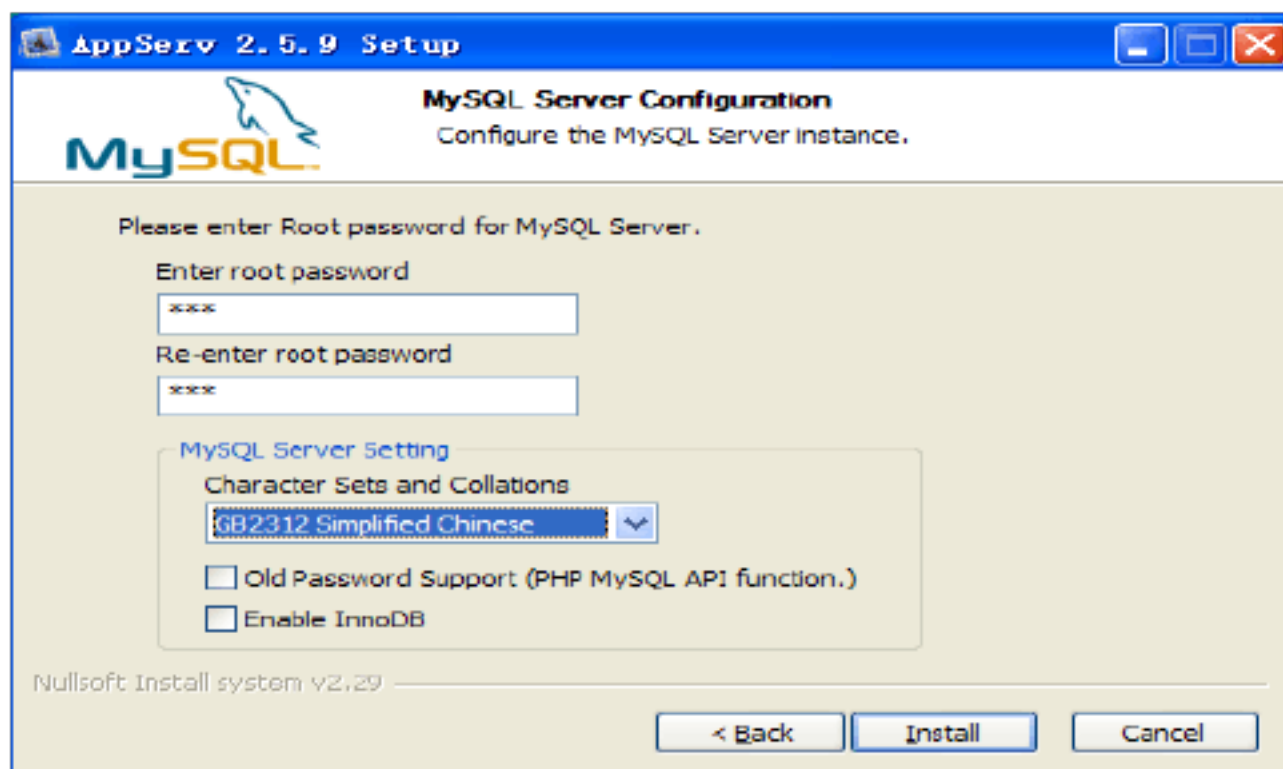 AppServ 2.5.9 Setup
MySQL
MySQL Server Configuration
Configure the MySQL Server instance.
Please enter Root password for MySQL Server.
Enter root password
***
Re-enter root password
***
MySQL Server Setting
Character Sets and Collations
GB2312 Simplified Chinese
Old Password Support (PHP MySQL API function.)
Enable InnoDB
Nullsoft Install system v2.29
< Back
Install
Cancel